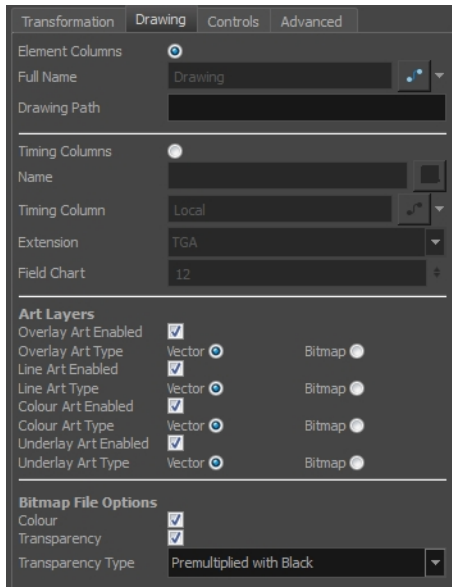 Transformation Drawing Controls Advanced
Element Columns
Full Name Drawing
Drawing Path
Timing Columns
Name
Timing Column Local
Extension TGA
Field Chart 12
Art Layers
Overlay Art Enabled
Overlay Art Type Vector Bitmap
Line Art Enabled
Line Art Type Vector Bitmap
Colour Art Enabled
Colour Art Type Vector Bitmap
Underlay Art Enabled
Underlay Art Type Vector Bitmap
Bitmap File Options
Colour
Transparency
Transparency Type Premultiplied with Black